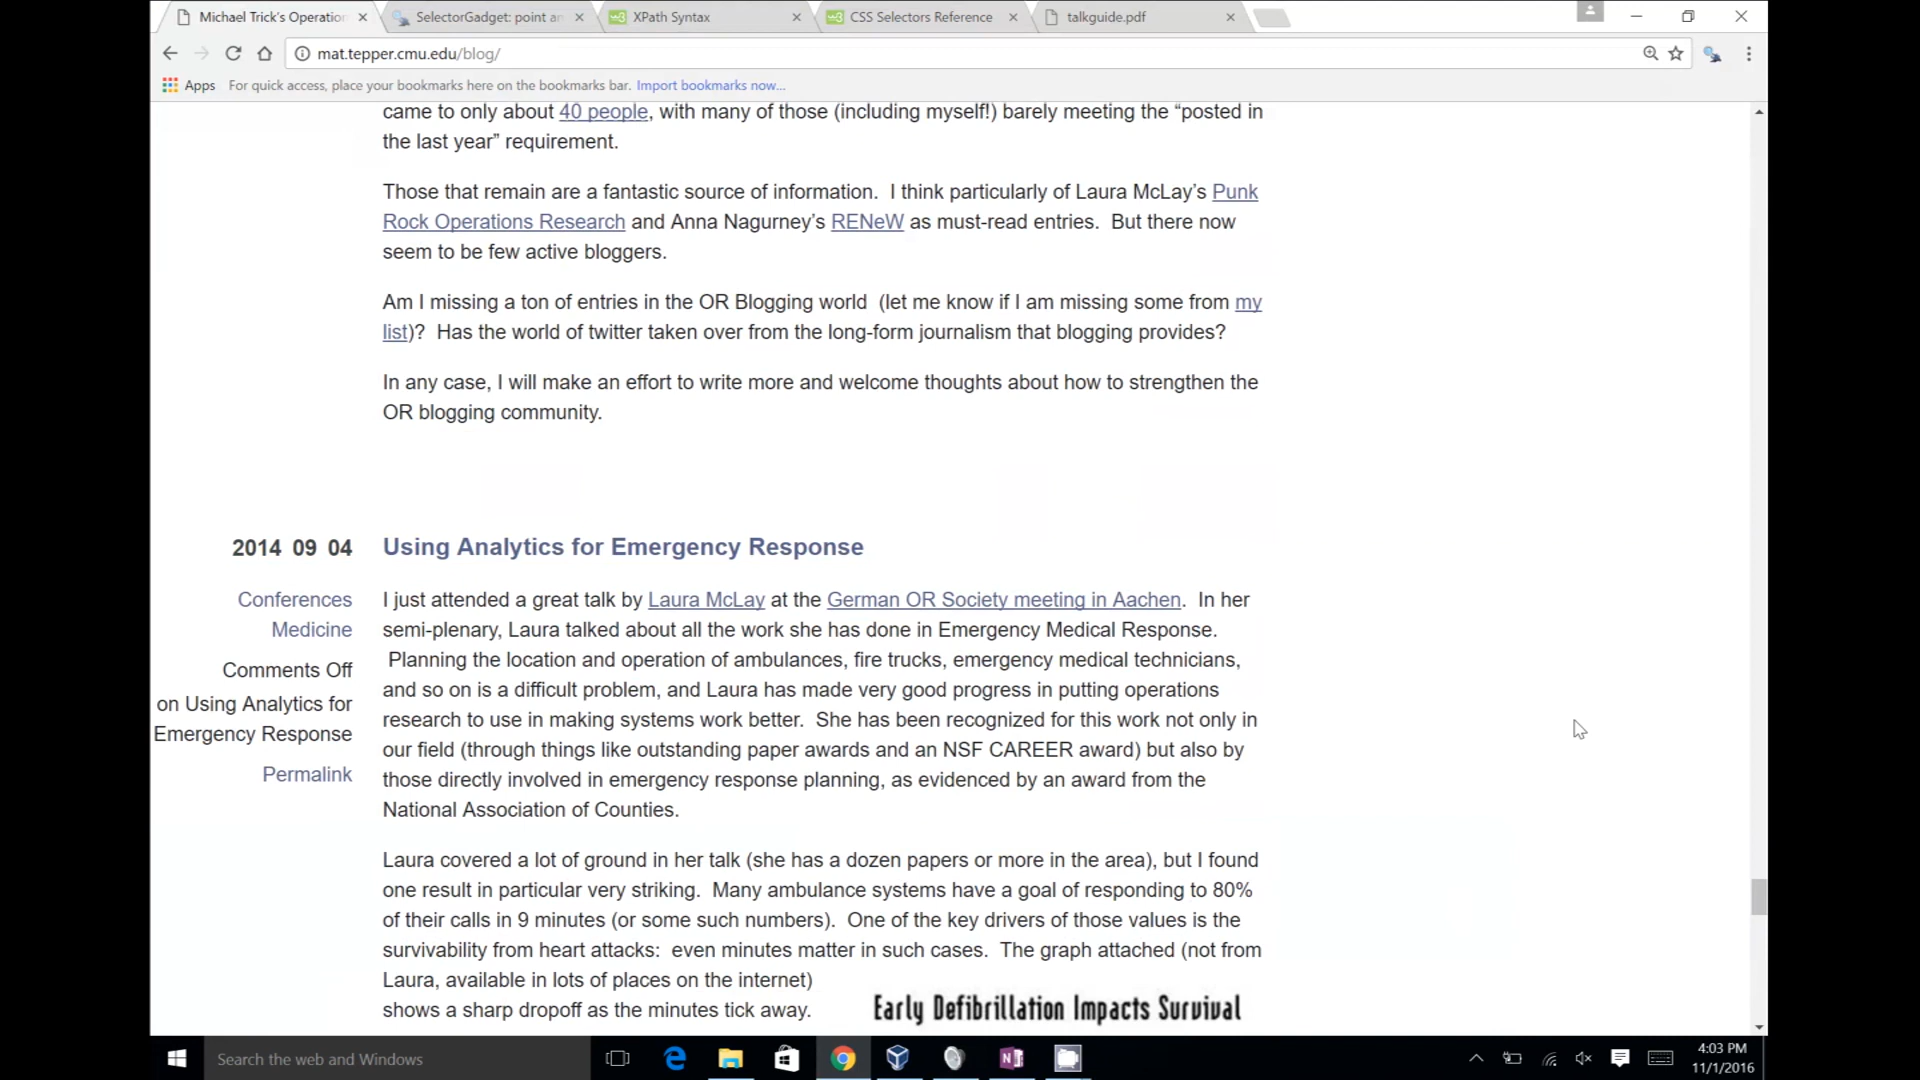 Michael Trick's Operation
SelectorGadget: point an
XPath Syntax
CSS Selectors Reference
talkguide.pdf
mat.tepper.cmu.edu/blog/
Apps
For quick access, place your bookmarks here on the bookmarks bar. Import bookmarks now...
came to only about 40 people, with many of those (including myself!) barely meeting the “posted in
the last year” requirement.
Those that remain are a fantastic source of information. I think particularly of Laura McLay’s Punk
Rock Operations Research and Anna Nagurney’s RENeW as must-read entries. But there now
seem to be few active bloggers.
Am I missing a ton of entries in the OR Blogging world (let me know if I am missing some from my
list)? Has the world of twitter taken over from the long-form journalism that blogging provides?
In any case, I will make an effort to write more and welcome thoughts about how to strengthen the
OR blogging community.
2014 09 04
Using Analytics for Emergency Response
Conferences
Medicine
Comments Off
on Using Analytics for
Emergency Response
Permalink
I just attended a great talk by Laura McLay at the German OR Society meeting in Aachen. In her
semi-plenary, Laura talked about all the work she has done in Emergency Medical Response.
Planning the location and operation of ambulances, fire trucks, emergency medical technicians,
and so on is a difficult problem, and Laura has made very good progress in putting operations
research to use in making systems work better. She has been recognized for this work not only in
our field (through things like outstanding paper awards and an NSF CAREER award) but also by
those directly involved in emergency response planning, as evidenced by an award from the
National Association of Counties.
Laura covered a lot of ground in her talk (she has a dozen papers or more in the area), but I found
one result in particular very striking. Many ambulance systems have a goal of responding to 80%
of their calls in 9 minutes (or some such numbers). One of the key drivers of those values is the
survivability from heart attacks: even minutes matter in such cases. The graph attached (not from
Laura, available in lots of places on the internet)
shows a sharp dropoff as the minutes tick away.
Early Defibrillation Impacts Survival
Search the web and Windows
4:03 PM
11/1/2016